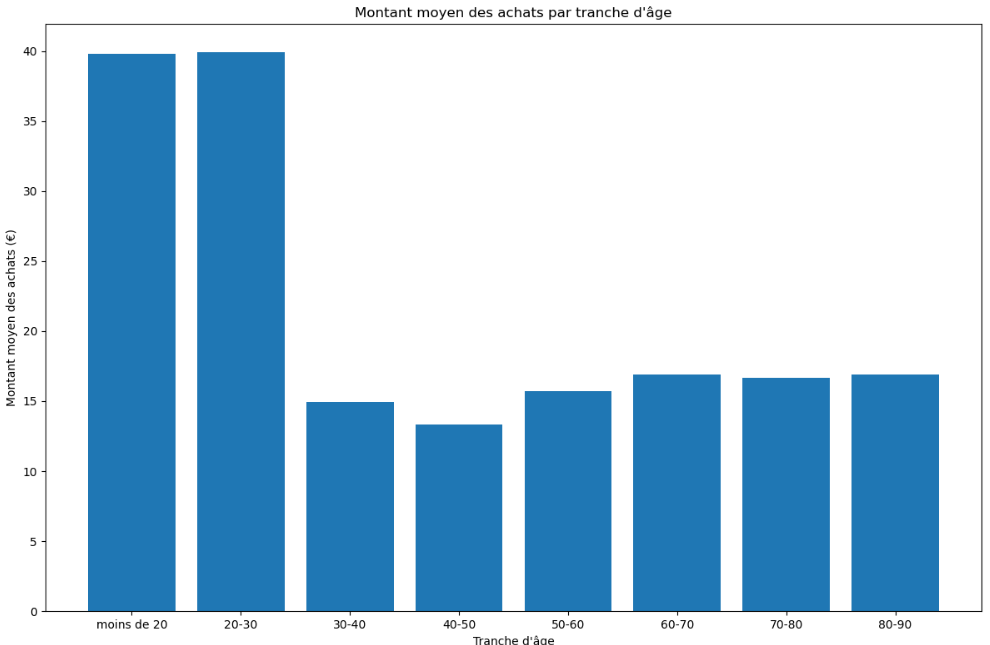 Montant moyen des achats par tranche d'âge
Montant moyen des achats (€)
40
35
30
25
20
15
10
5
0
moins de 20 20-30 30-40 40-50 50-60 60-70 70-80 80-90
Tranche d'âge